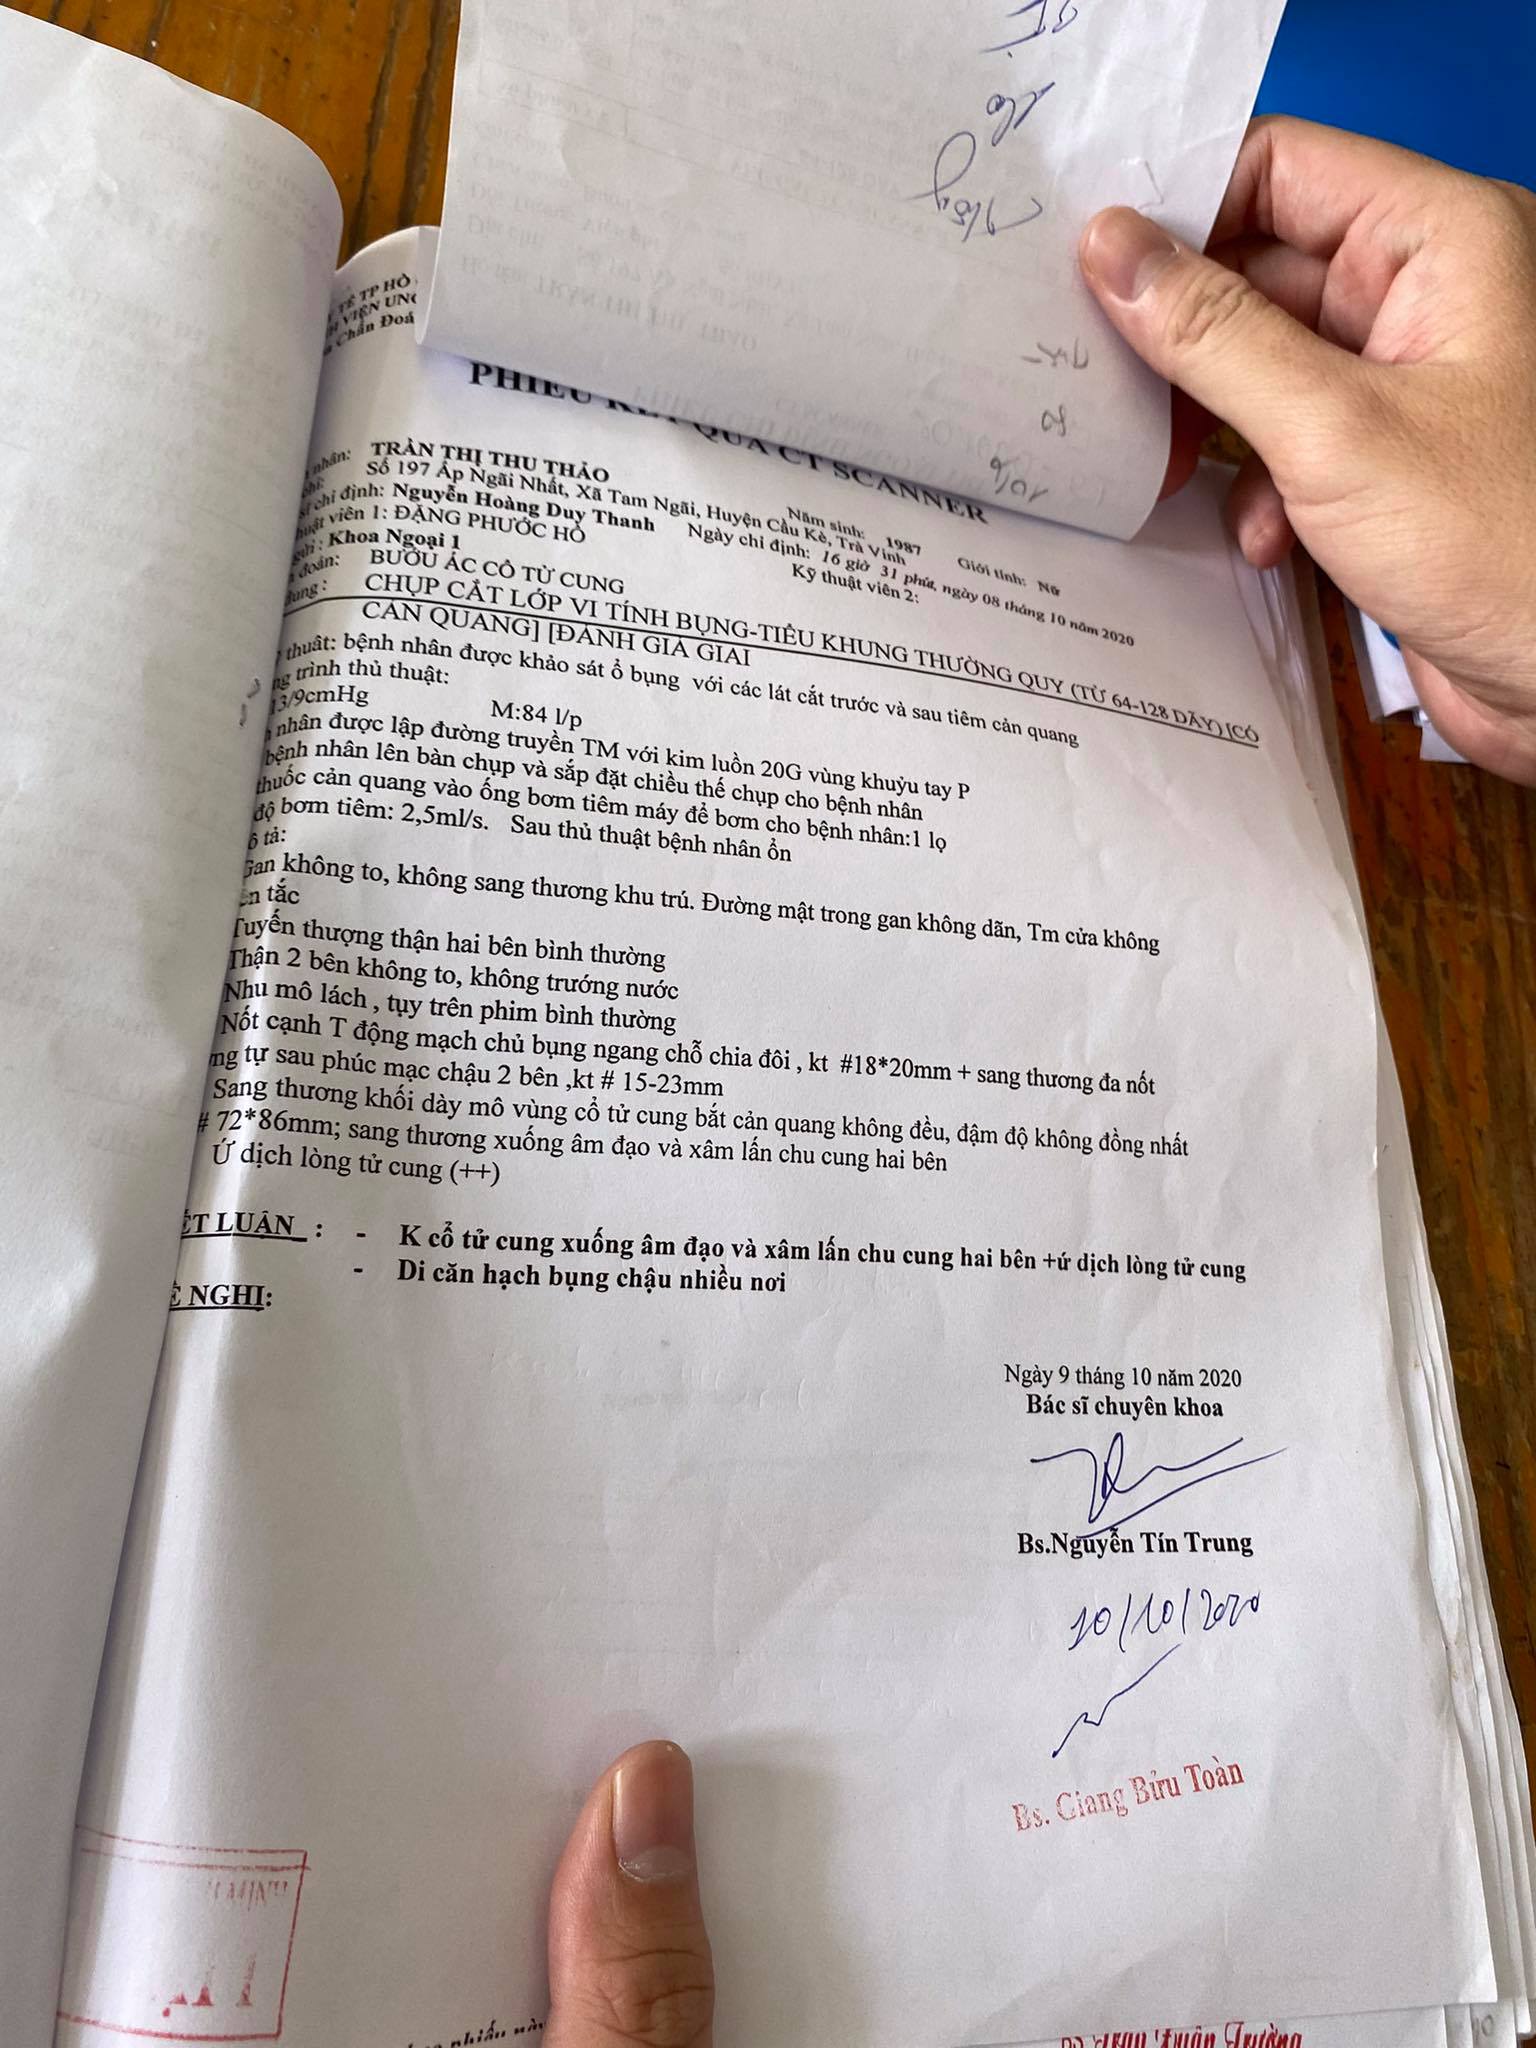 TẾ TP HỒ
VIỆN UNG
Chẩn Đoá
PHIẾU KẾT QUẢ CT SCANNER
nhân: TRẦN THỊ THU THẢO Năm sinh: 1987 Giới tính: Nữ
chỉ: Số 197 Ấp Ngãi Nhất, Xã Tam Ngãi, Huyện Cầu Kè, Trà Vinh
sĩ chỉ định: Nguyễn Hoàng Duy Thanh Ngày chỉ định: 16 giờ 31 phút, ngày 08 tháng 10 năm 2020
huật viên 1: ĐẶNG PHƯỚC HỒ Kỹ thuật viên 2:
gửi: Khoa Ngoại 1
đoán: BƯỚU ÁC CỔ TỬ CUNG
dung: CHỤP CẮT LỚP VI TÍNH BỤNG-TIỂU KHUNG THƯỜNG QUY (TỪ 64-128 DÃY) [CÓ
CẢN QUANG] [ĐÁNH GIÁ GIAI
thuật: bệnh nhân được khảo sát ổ bụng với các lát cắt trước và sau tiêm cản quang
ng trình thủ thuật:
13/9cmHg M:84 l/p
nhân được lập đường truyền TM với kim luồn 20G vùng khuỷu tay P
bệnh nhân lên bàn chụp và sắp đặt chiều thế chụp cho bệnh nhân
thuốc cản quang vào ống bơm tiêm máy để bơm cho bệnh nhân:1 lọ
độ bơm tiêm: 2,5ml/s. Sau thủ thuật bệnh nhân ổn
ô tả:
Gan không to, không sang thương khu trú. Đường mật trong gan không dãn, Tm cửa không
ên tắc
Tuyến thượng thận hai bên bình thường
Thận 2 bên không to, không trướng nước
Nhu mô lách , tụy trên phim bình thường
Nốt cạnh T động mạch chủ bụng ngang chỗ chia đôi , kt #18*20mm + sang thương đa nốt
ng tự sau phúc mạc chậu 2 bên ,kt # 15-23mm
Sang thương khối dày mô vùng cổ tử cung bắt cản quang không đều, đậm độ không đồng nhất
# 72*86mm; sang thương xuống âm đạo và xâm lấn chu cung hai bên
Ứ dịch lòng tử cung (++)
ẾT LUẬN : - K cổ tử cung xuống âm đạo và xâm lấn chu cung hai bên +ứ dịch lòng tử cung
- Di căn hạch bụng chậu nhiều nơi
Ề NGHỊ:
Ngày 9 tháng 10 năm 2020
Bác sĩ chuyên khoa
Bs.Nguyễn Tín Trung
10/10/2020
Bs. Giang Bửu Toàn